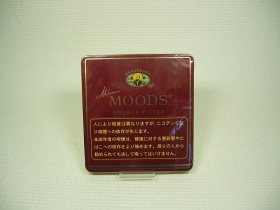 Mini
MOODS
DOUBLE FILTER
人により程度は異なりますが、ニコチンによ
り喫煙への依存が生じます。
未成年者の喫煙は、健康に対する悪影響やた
ばこへの依存をより強めます。周りの人から
勧められても決して吸ってはいけません。